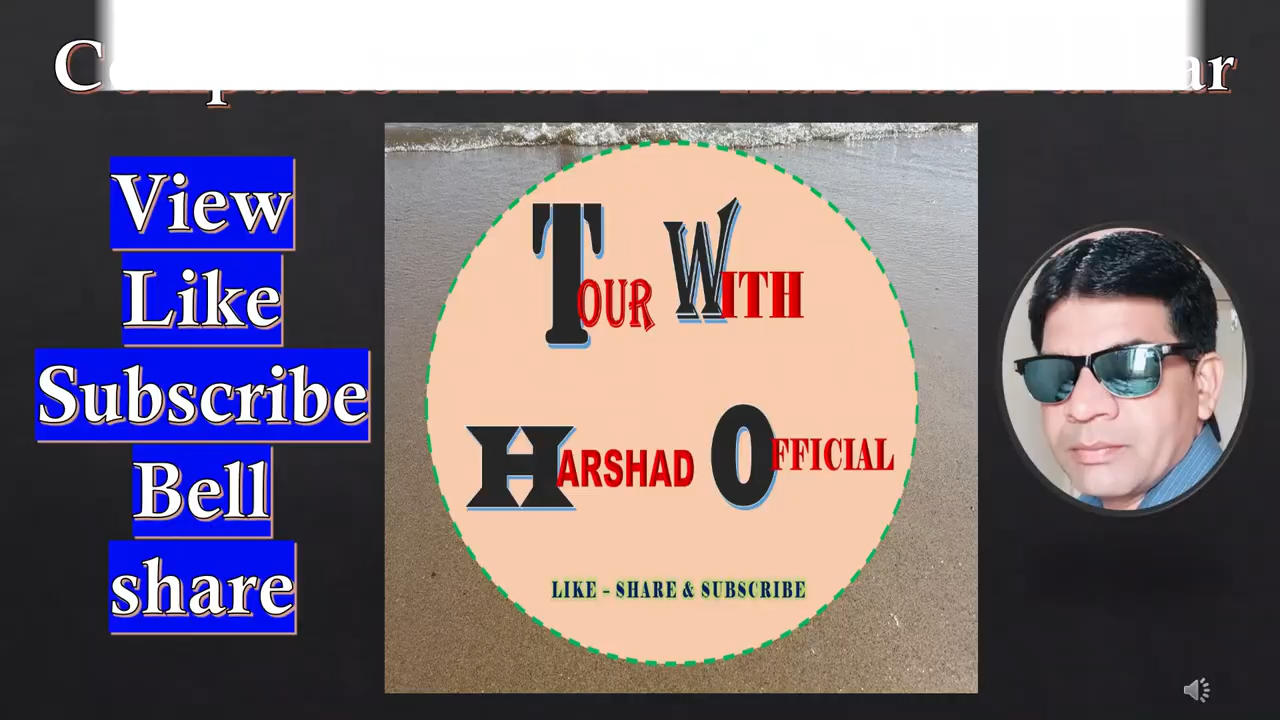 View
Like
Subscribe
Bell
share
TOUR WITH
HARSHAD OFFICIAL
LIKE – SHARE & SUBSCRIBE